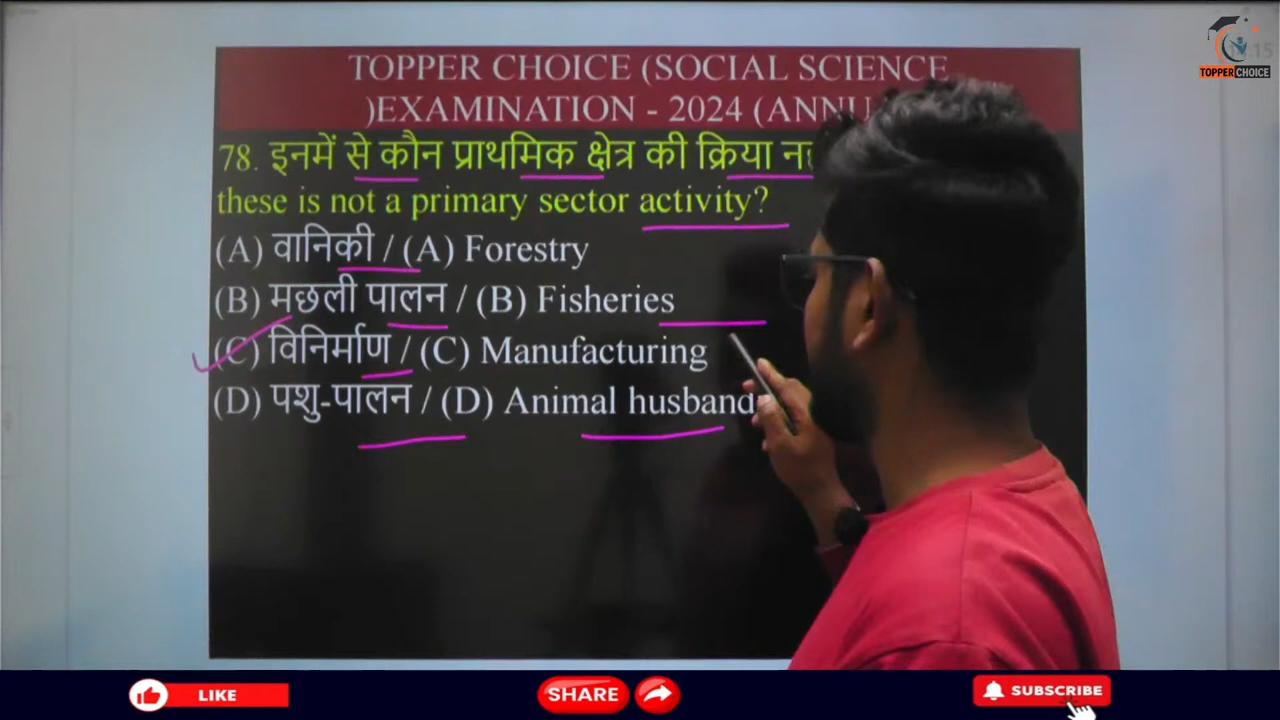 TOPPER CHOICE (SOCIAL SCIENCE
)EXAMINATION - 2024 (ANNU
78. इनमें से कौन प्राथमिक क्षेत्र की क्रिया
these is not a primary sector activity?
(A) वानिकी / (A) Forestry
(B) मछली पालन / (B) Fisheries
(C) विनिर्माण / (C) Manufacturing
(D) पशु-पालन / (D) Animal husband
TOPPER CHOICE
LIKE
SHARE
SUBSCRIBE